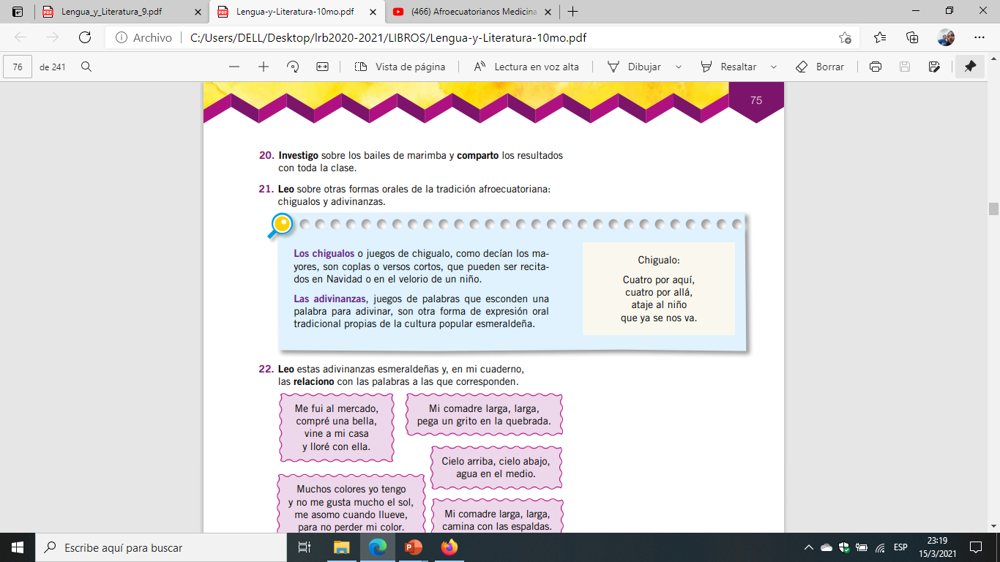 Lengua_y_Literatura_9.pdf
Lengua-y-Literatura-10mo.pdf
(466) Afroecuatorianos Medicina
Archivo
C:/Users/DELL/Desktop/lrb2020-2021/LIBROS/Lengua-y-Literatura-10mo.pdf
76
de 241
Vista de página
Lectura en voz alta
Dibujar
Resaltar
Borrar
75
20. Investigo sobre los bailes de marimba y comparto los resultados
con toda la clase.
21. Leo sobre otras formas orales de la tradición afroecuatoriana:
chigualos y adivinanzas.
Los chigualos o juegos de chigualo, como decían los ma-
yores, son coplas o versos cortos, que pueden ser recita-
dos en Navidad o en el velorio de un niño.
Las adivinanzas, juegos de palabras que esconden una
palabra para adivinar, son otra forma de expresión oral
tradicional propias de la cultura popular esmeraldeña.
Chigualo:
Cuatro por aquí,
cuatro por allá,
ataje al niño
que ya se nos va.
22. Leo estas adivinanzas esmeraldeñas y, en mi cuaderno,
las relaciono con las palabras a las que corresponden.
Me fui al mercado,
compré una bella,
vine a mi casa
y lloré con ella.
Mi comadre larga, larga,
pega un grito en la quebrada.
Cielo arriba, cielo abajo,
agua en el medio.
Muchos colores yo tengo
y no me gusta mucho el sol,
me asomo cuando llueve,
para no perder mi color.
Mi comadre larga, larga,
camina con las espaldas.
Escribe aquí para buscar
ESP
23:19
15/3/2021